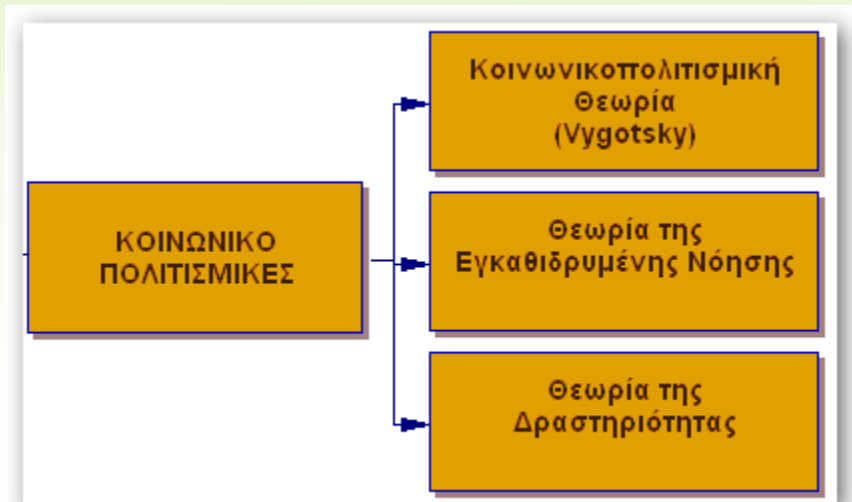 ΚΟΙΝΩΝΙΚΟ
ΠΟΛΙΤΙΣΜΙΚΕΣ
Κοινωνικοπολιτισμική
Θεωρία
(Vygotsky)
Θεωρία της
Εγκαθιδρυμένης Νόησης
Θεωρία της
Δραστηριότητας